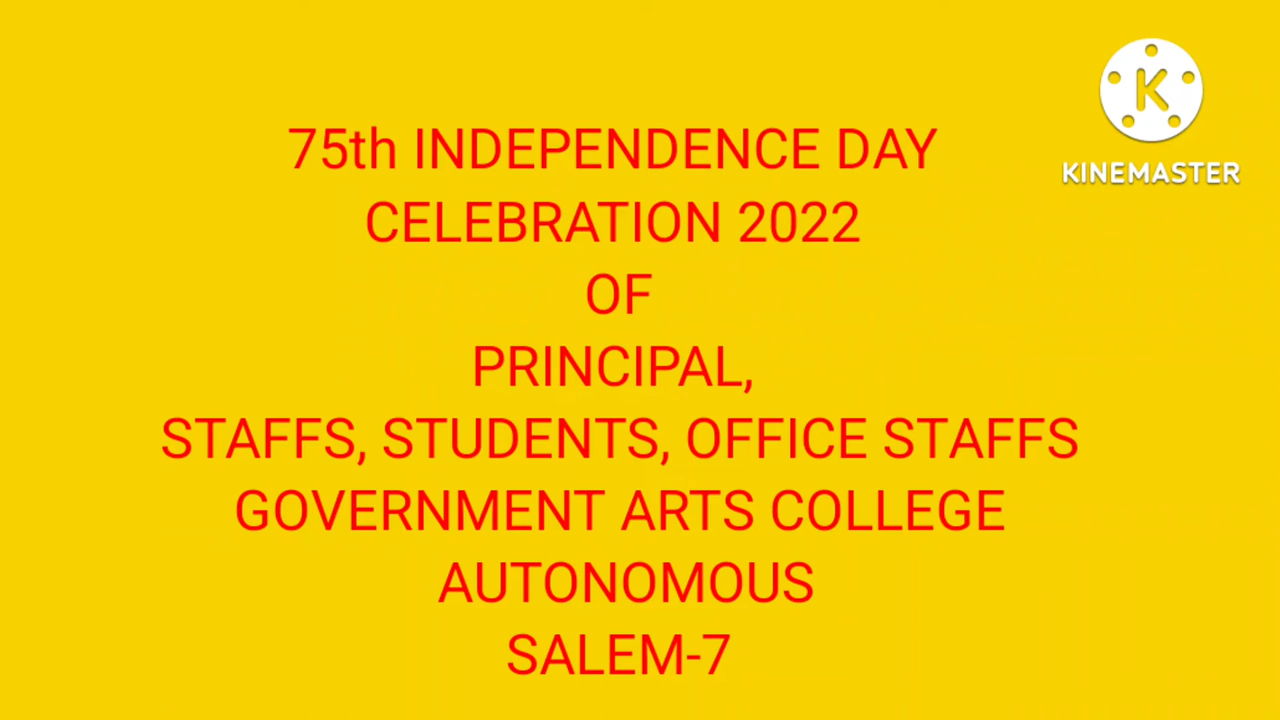 75th INDEPENDENCE DAY
CELEBRATION 2022
OF
PRINCIPAL,
STAFFS, STUDENTS, OFFICE STAFFS
GOVERNMENT ARTS COLLEGE
AUTONOMOUS
SALEM-7
K
KINEMASTER